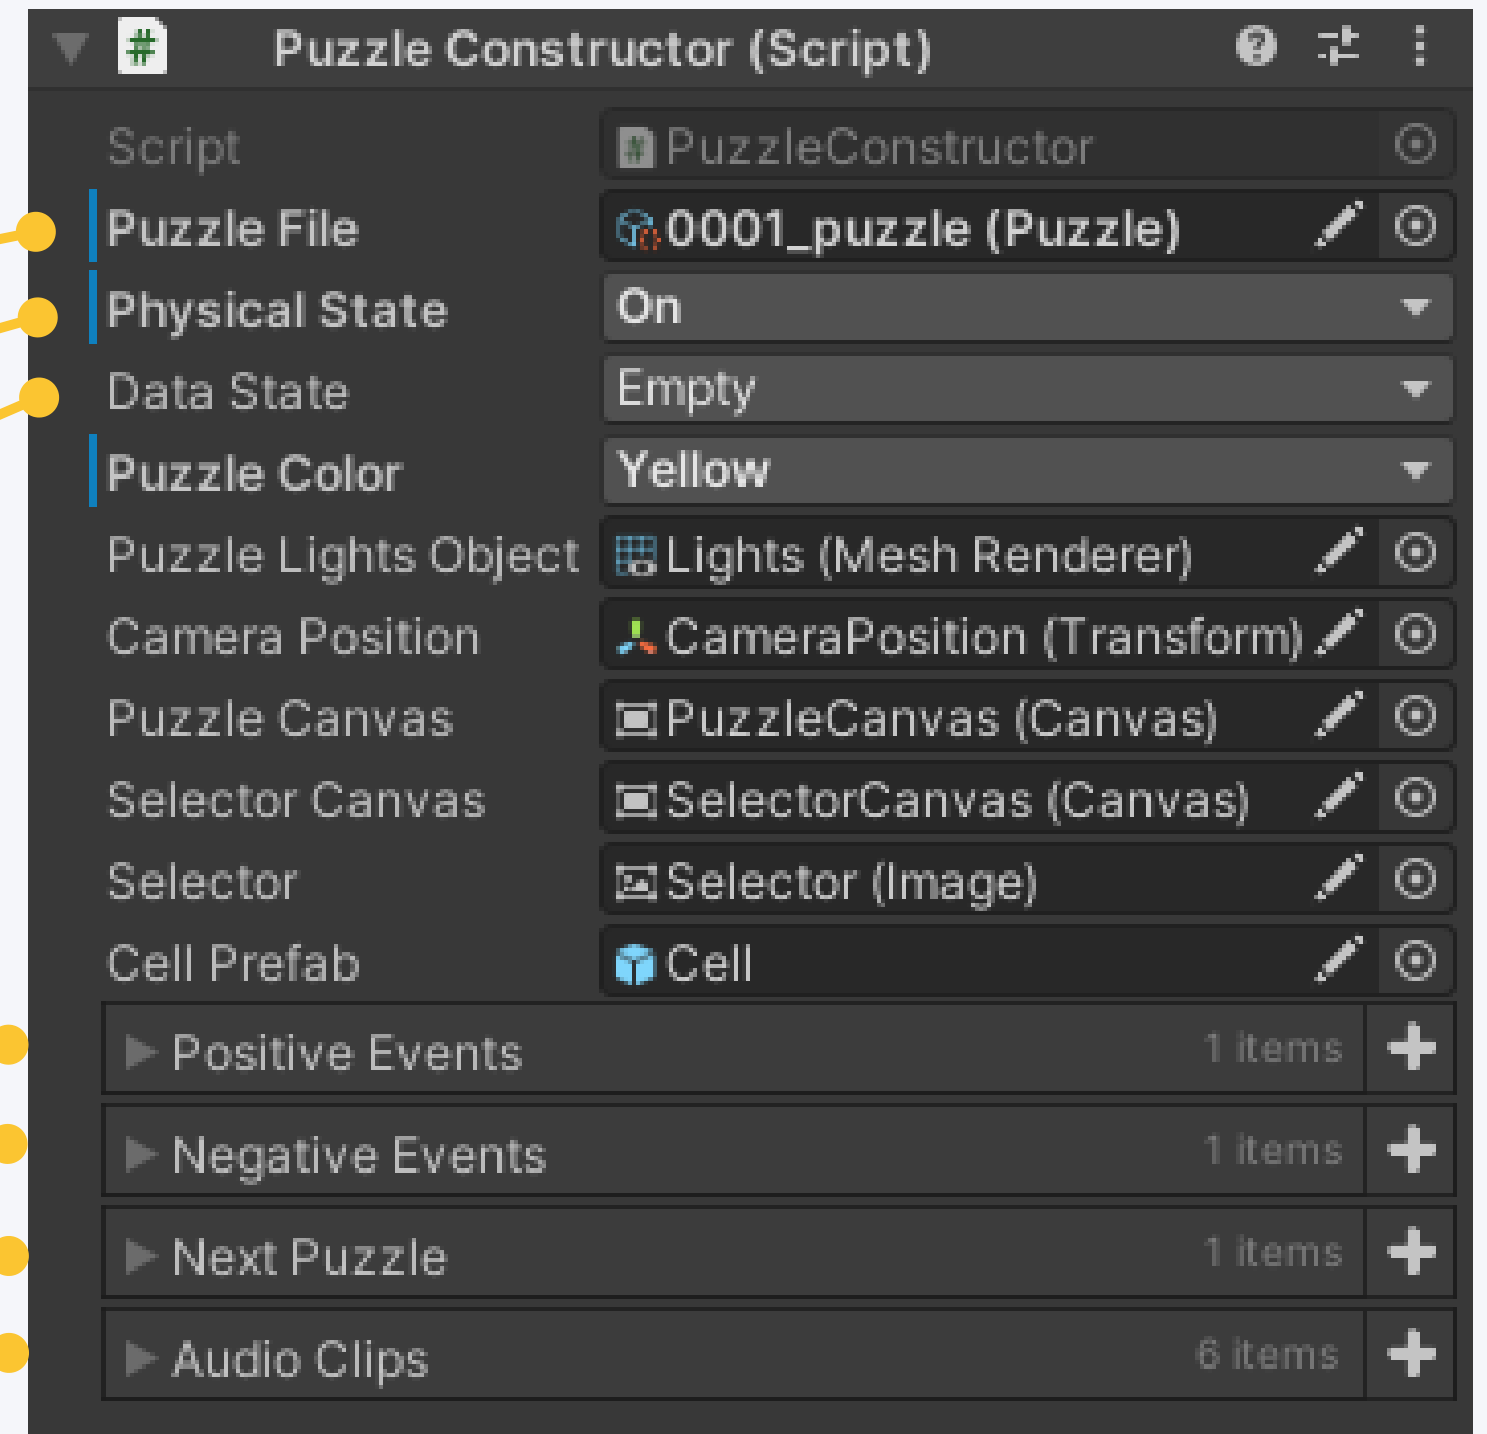 Puzzle Constructor (Script)
Script PuzzleConstructor
Puzzle File 0001_puzzle (Puzzle)
Physical State On
Data State Empty
Puzzle Color Yellow
Puzzle Lights Object Lights (Mesh Renderer)
Camera Position CameraPosition (Transform)
Puzzle Canvas PuzzleCanvas (Canvas)
Selector Canvas SelectorCanvas (Canvas)
Selector Selector (Image)
Cell Prefab Cell
Positive Events 1 items
Negative Events 1 items
Next Puzzle 1 items
Audio Clips 6 items